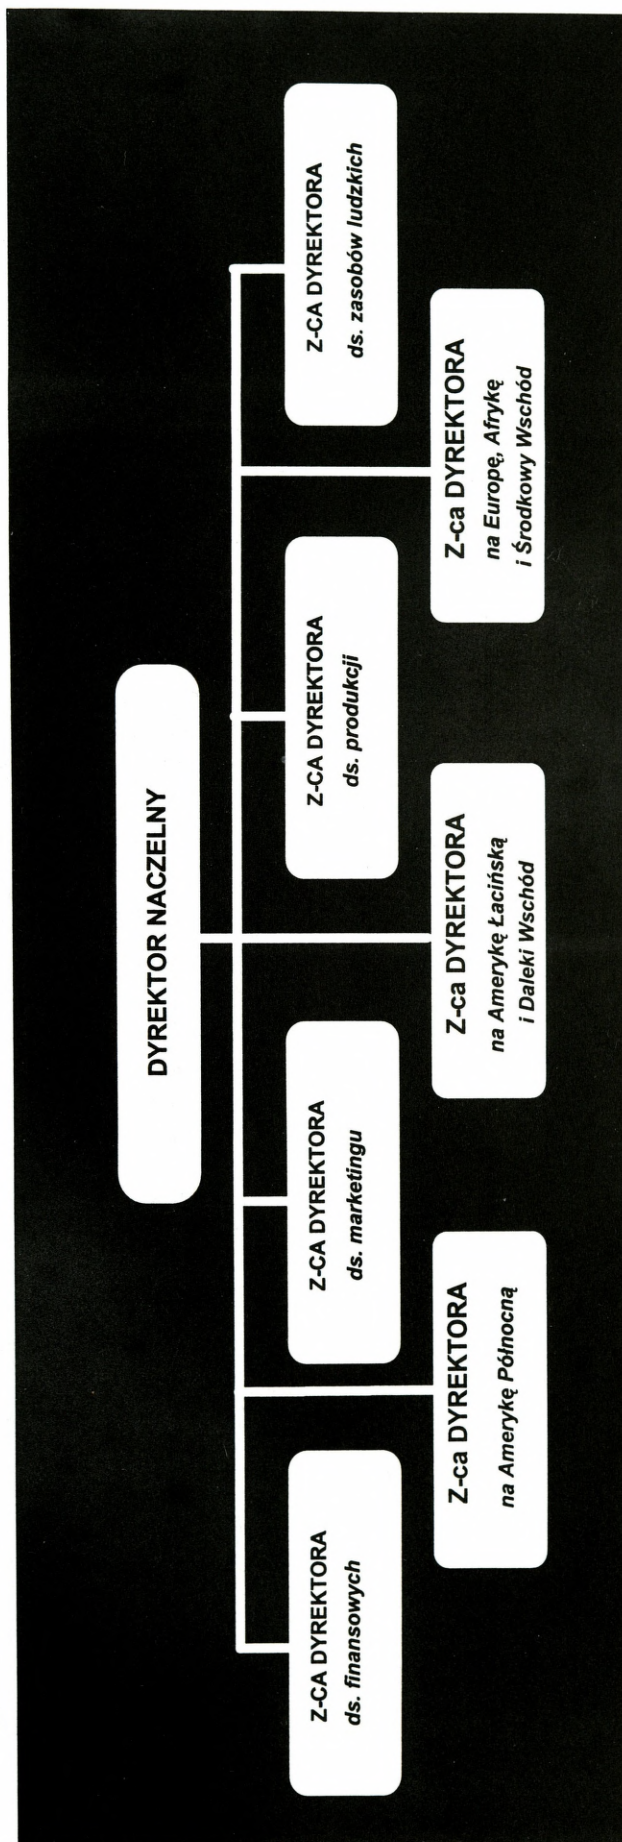 DYREKTOR NACZELNY
Z-CA DYREKTORA
ds. finansowych
Z-CA DYREKTORA
ds. marketingu
Z-CA DYREKTORA
ds. produkcji
Z-CA DYREKTORA
ds. zasobów ludzkich
Z-ca DYREKTORA
na Amerykę Północną
Z-ca DYREKTORA
na Amerykę Łacińską
i Daleki Wschód
Z-ca DYREKTORA
na Europę, Afrykę
i Środkowy Wschód